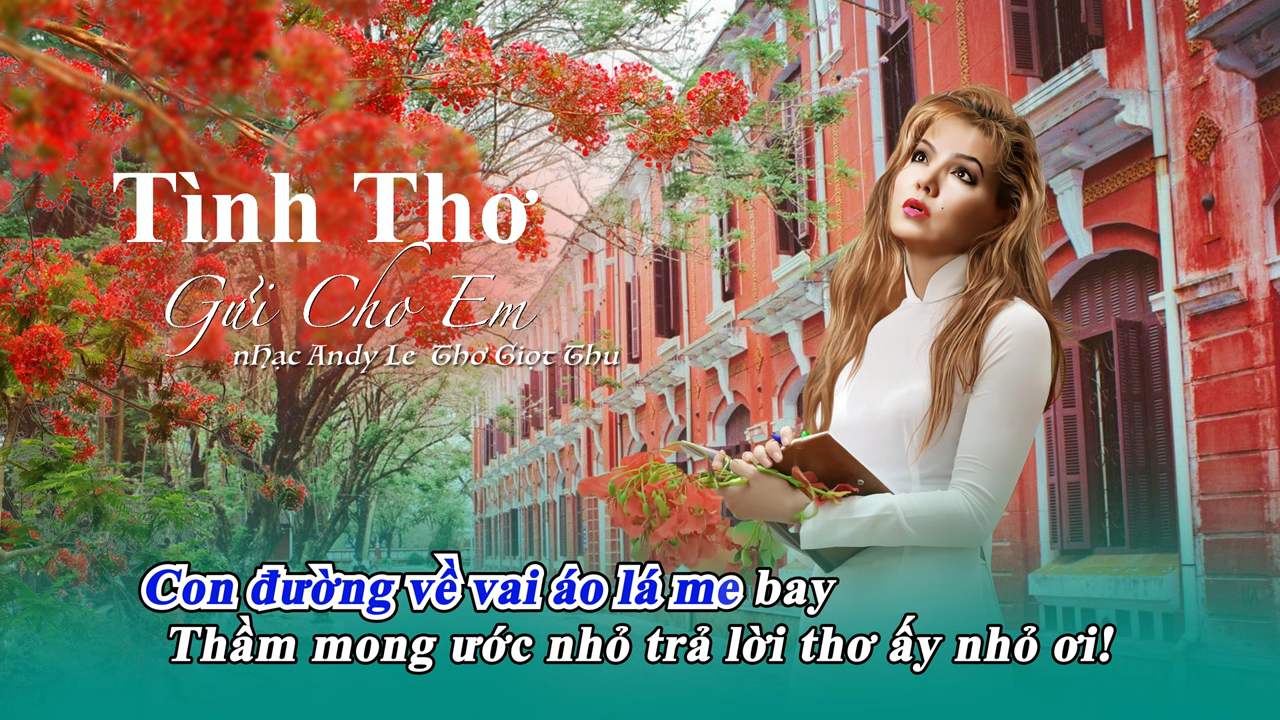 Tình Thơ
Gửi Cho Em
nhạc Andy Le Thơ Giọt Thu
Con đường về vai áo lá me bay
Thầm mong ước nhỏ trả lời thơ ấy nhỏ ơi!